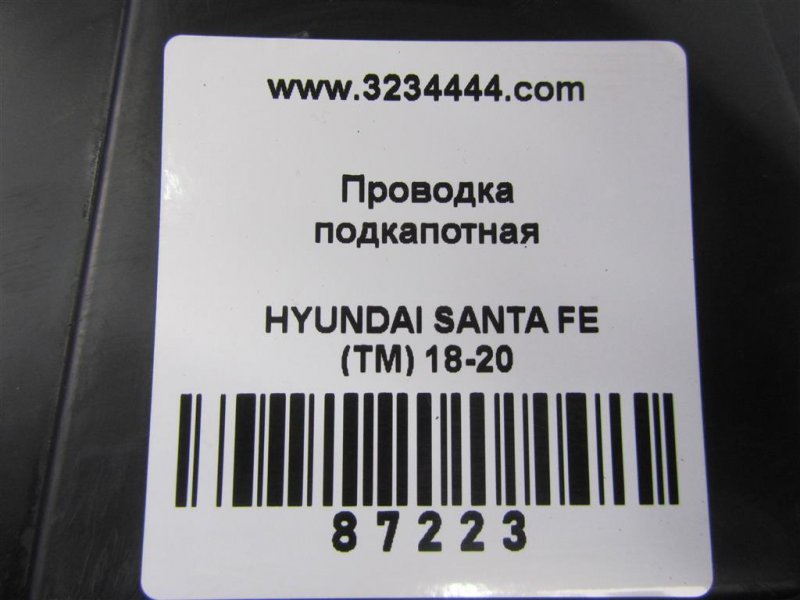 www.3234444.com
Проводка
подкапотная
HYUNDAI SANTA FE
(TM) 18-20
87223